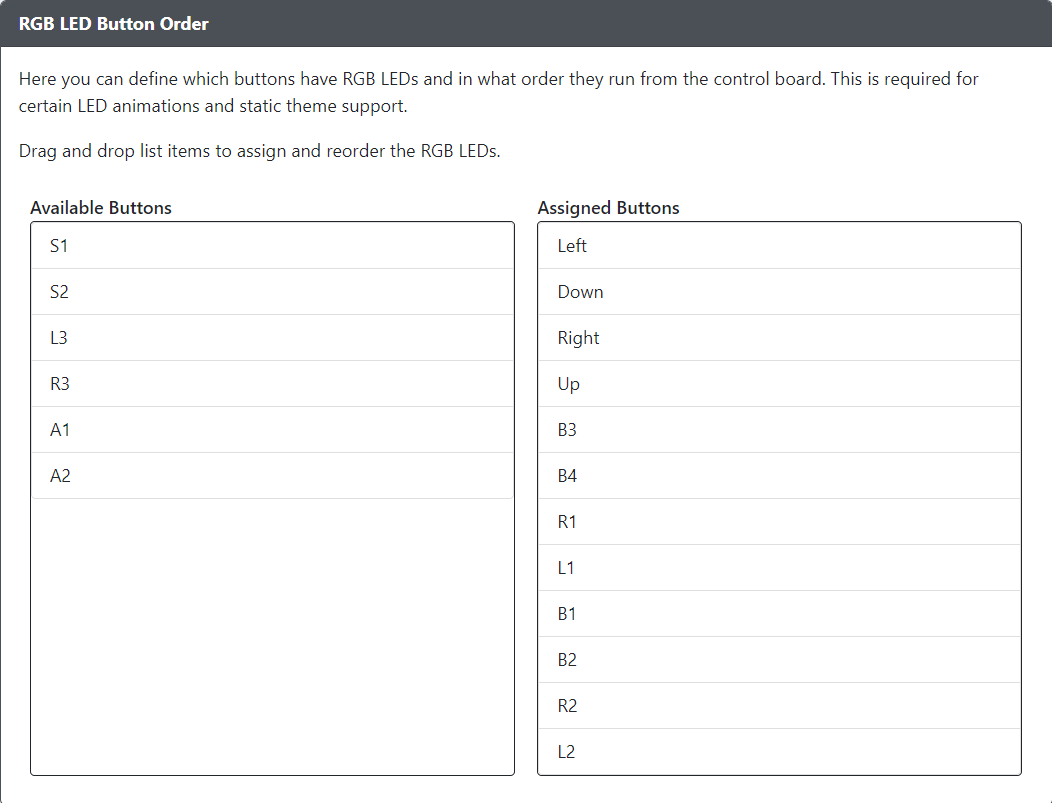 RGB LED Button Order
Here you can define which buttons have RGB LEDs and in what order they run from the control board. This is required for
certain LED animations and static theme support.
Drag and drop list items to assign and reorder the RGB LEDs.
Available Buttons
S1
S2
L3
R3
A1
A2
Assigned Buttons
Left
Down
Right
Up
B3
B4
R1
L1
B1
B2
R2
L2